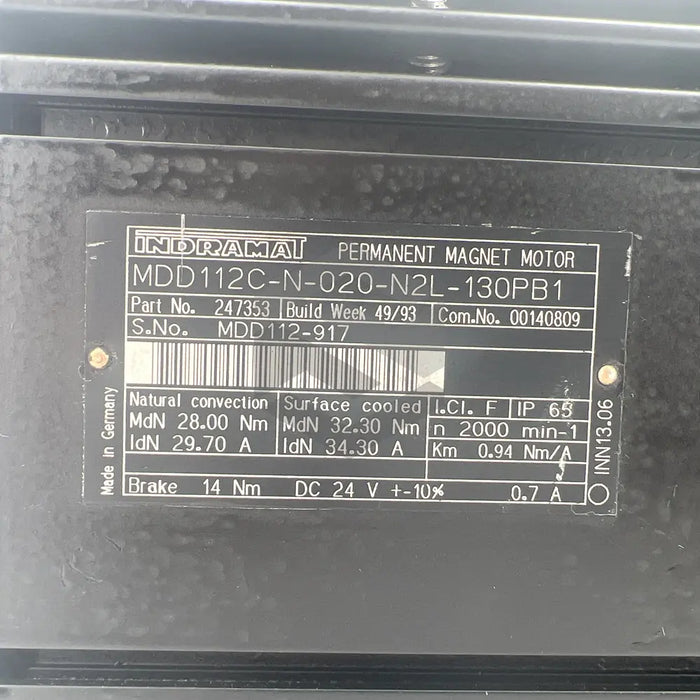 INDRAMAT PERMANENT MAGNET MOTOR
MDD112C-N-020-N2L-130PB1
Part No. 247353 Build Week 49/93 Com.No. 00140809
S.No. MDD112-917
Natural convection Surface cooled I.Cl. F IP 65
MdN 28.00 Nm MdN 32.30 Nm n 2000 min-1
IdN 29.70 A IdN 34.30 A Km 0.94 Nm/A
Brake 14 Nm DC 24 V +-10% 0.7 A
Made in Germany
INN13.06